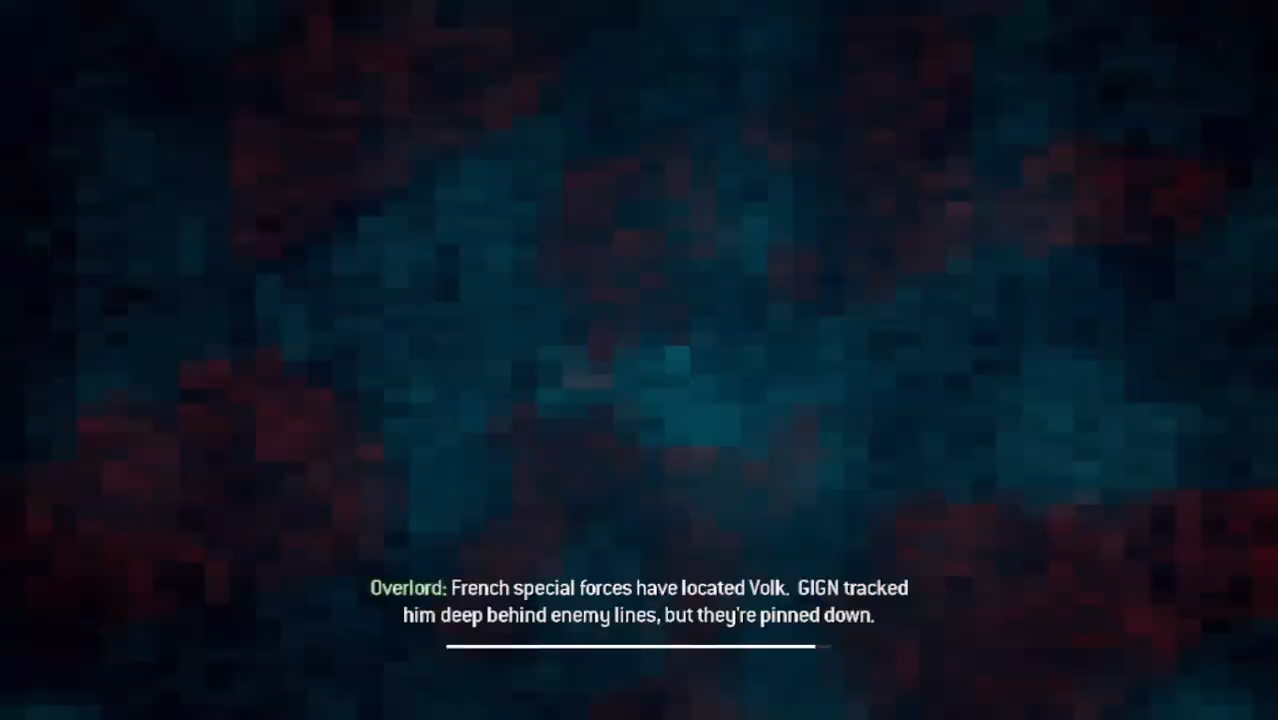 Overlord: French special forces have located Volk.  GIGN tracked
him deep behind enemy lines, but they're pinned down.